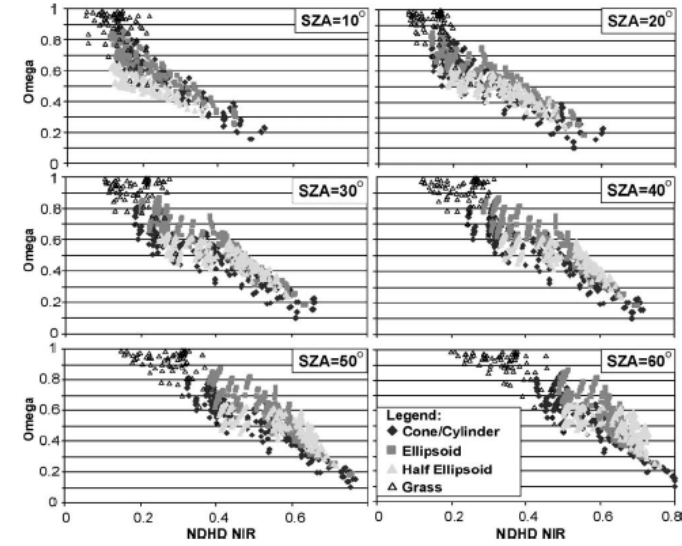 1
0.8
0.6
0.4
0.2
0
Omega
SZA=10°
SZA=20°
1
0.8
0.6
0.4
0.2
0
Omega
SZA=30°
SZA=40°
1
0.8
0.6
0.4
0.2
0
Omega
SZA=50°
SZA=60°
Legend:
Cone/Cylinder
Ellipsoid
Half Ellipsoid
Grass
0 0.2 0.4 0.6
0 0.2 0.4 0.6 0.8
NDHD NIR
NDHD NIR